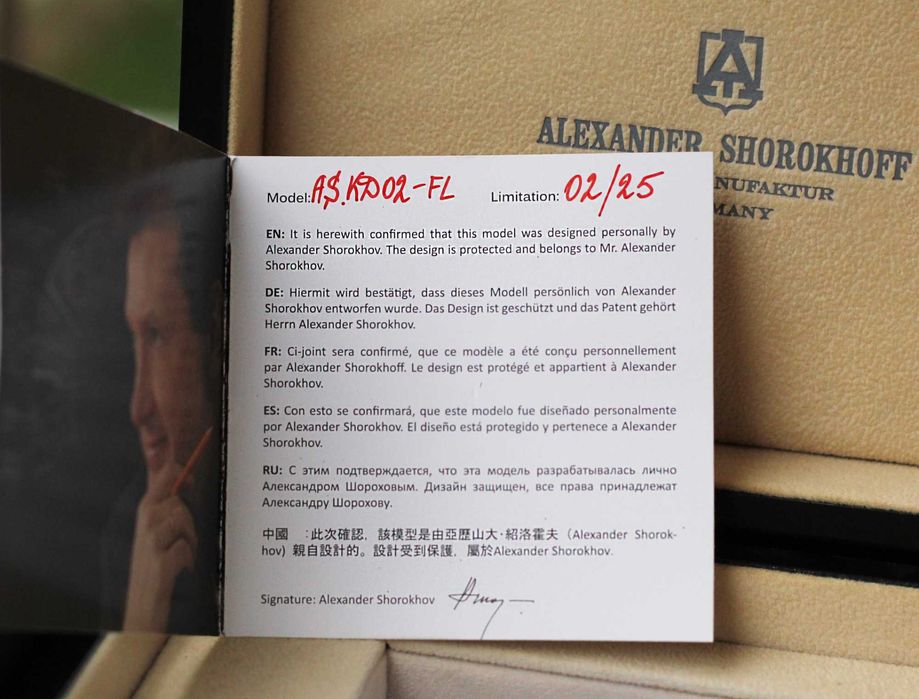 ALEXANDER SHOROKHOFF
Model: AŞ.KD02-FL Limitation: 02/25
EN: It is herewith confirmed that this model was designed personally by
Alexander Shorokhov. The design is protected and belongs to Mr. Alexander
Shorokhov.
DE: Hiermit wird bestätigt, dass dieses Modell persönlich von Alexander
Shorokhov entworfen wurde. Das Design ist geschützt und das Patent gehört
Herrn Alexander Shorokhov.
FR: Ci-joint sera confirmé, que ce modèle a été conçu personnellement
par Alexander Shorokhoff. Le design est protégé et appartient à Alexander
Shorokhov.
ES: Con esto se confirmará, que este modelo fue diseñado personalmente
por Alexander Shorokhov. El diseño está protegido y pertenece a Alexander
Shorokhov.
RU: С этим подтверждается, что эта модель разрабатывалась лично
Александром Шороховым. Дизайн защищен, все права принадлежат
Александру Шорохову.
中國 :此次確認, 該模型是由亞歷山大·紹洛霍夫 (Alexander Shorok-
hov) 親自設計的。設計受到保護, 屬於Alexander Shorokhov.
Signature: Alexander Shorokhov